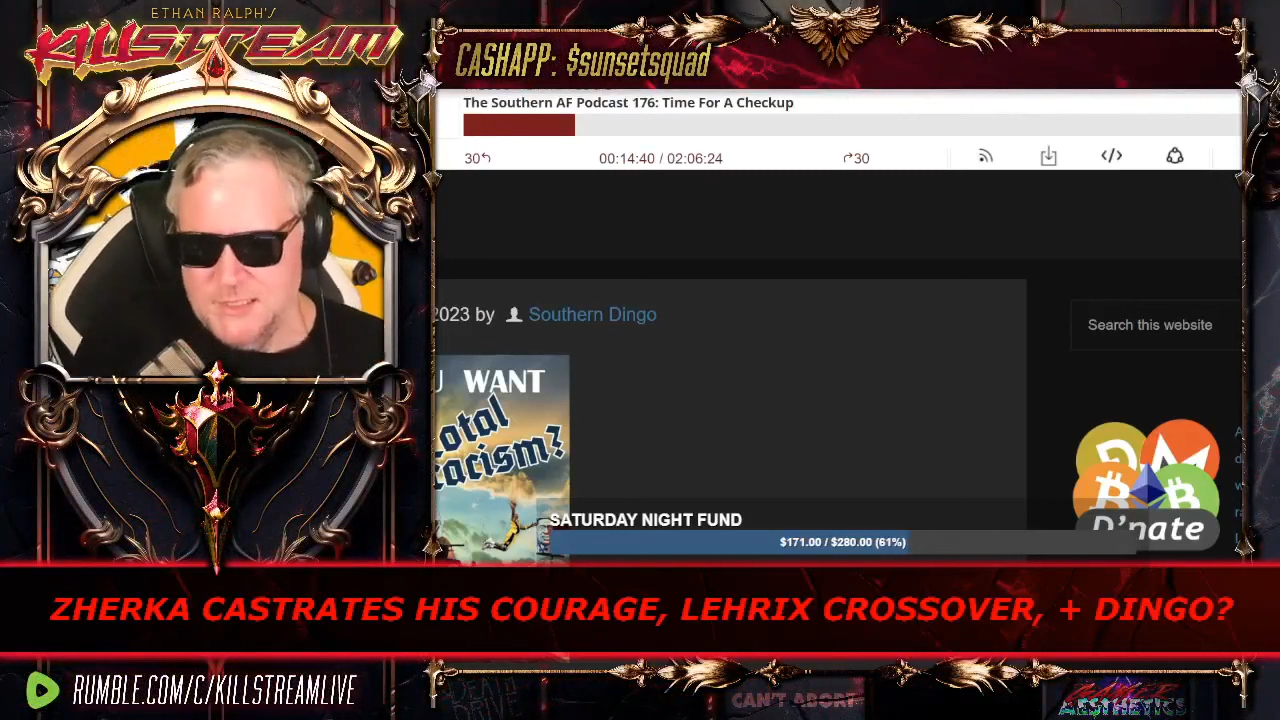 ETHAN RALPH'S
KILLSTREAM
CASHAPP: $sunsetsquad
The Southern AF Podcast 176: Time For A Checkup
30
00:14:40 / 02:06:24
30
2023 by Southern Dingo
Search this website
WANT
D'nate
SATURDAY NIGHT FUND
$171.00 / $280.00 (61%)
ZHERKA CASTRATES HIS COURAGE, LEHRIX CROSSOVER, + DINGO?
RUMBLE.COM/C/KILLSTREAMLIVE
CAN'T ABORT
AESTHETICS